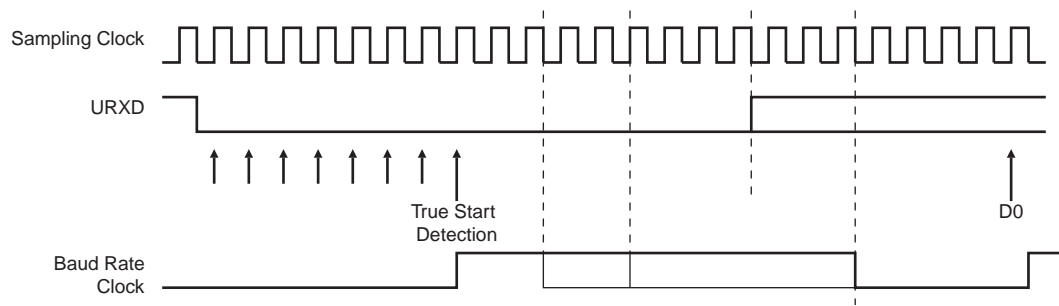 Sampling Clock
URXD
True Start
Detection
D0
Baud Rate
Clock